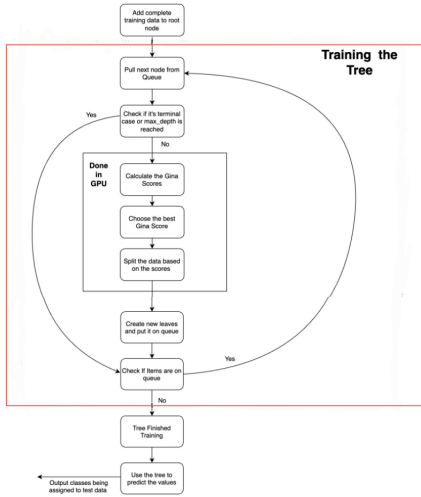 Add complete
training data to root
node
Training the
Tree
Pull next node from
Queue
Yes
Check if it's terminal
case or max_depth is
reached
No
Done
in
GPU
Calculate the Gina
Scores
Choose the best
Gina Score
Split the data based
on the scores
Create new leaves
and put it on queue
Yes
Check If Items are on
queue
No
Tree Finished
Training
Use the tree to
predict the values
Output classes being
assigned to test data